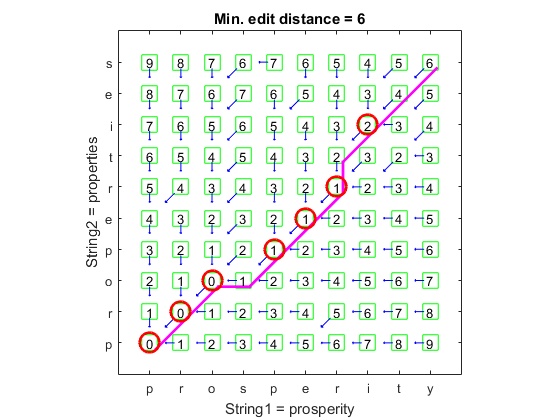 Min. edit distance = 6
s 9 8 7 6 7 6 5 4 5 6
e 8 7 6 7 6 5 4 3 4 5
i 7 6 5 6 5 4 3 2 3 4
t 6 5 4 5 4 3 2 3 2 3
r 5 4 3 4 3 2 1 2 3 4
e 4 3 2 3 2 1 2 3 4 5
p 3 2 1 2 1 2 3 4 5 6
o 2 1 0 1 2 3 4 5 6 7
r 1 0 1 2 3 4 5 6 7 8
p 0 1 2 3 4 5 6 7 8 9
p r o s p e r i t y
String1 = prosperity
String2 = properties